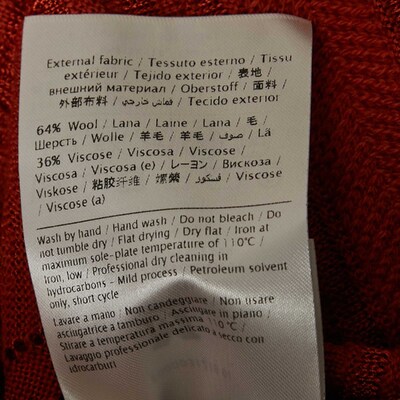 External fabric / Tessuto esterno / Tissu
extérieur / Tejido exterior / 表地 /
внешний материал / Oberstoff / 面料 /
外部布料 / قماش خارجي / Tecido exterior
64% Wool / Lana / Laine / Lana / 毛 /
Шерсть / Wolle / 羊毛 / 羊毛 / صوف / Lã
36% Viscose / Viscosa / Viscose /
Viscosa / Viscosa (e) / レーヨン / Вискоза /
Viskose / 粘胶纤维 / 嫘縈 / فسكوز / Viscose
/ Viscose (a)
Wash by hand / Hand wash / Do not bleach / Do
not tumble dry / Flat drying / Dry flat / Iron at
maximum sole-plate temperature of 110°C /
Iron, low / Professional dry cleaning in
hydrocarbons - Mild process / Petroleum solvent
only, short cycle
Lavare a mano / Non candeggiare / Non usare
asciugatrice a tamburo / Asciugare in piano /
Stirare a temperatura massima 110°C /
Lavaggio professionale delicato a secco con
idrocarburi